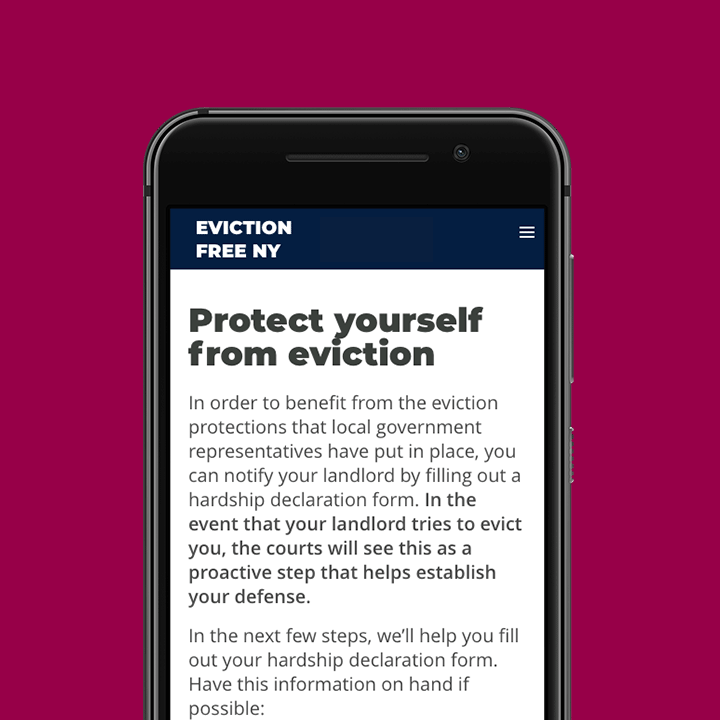 EVICTION
FREE NY
Protect yourself
from eviction
In order to benefit from the eviction
protections that local government
representatives have put in place, you
can notify your landlord by filling out a
hardship declaration form. In the
event that your landlord tries to evict
you, the courts will see this as a
proactive step that helps establish
your defense.
In the next few steps, we’ll help you fill
out your hardship declaration form.
Have this information on hand if
possible: